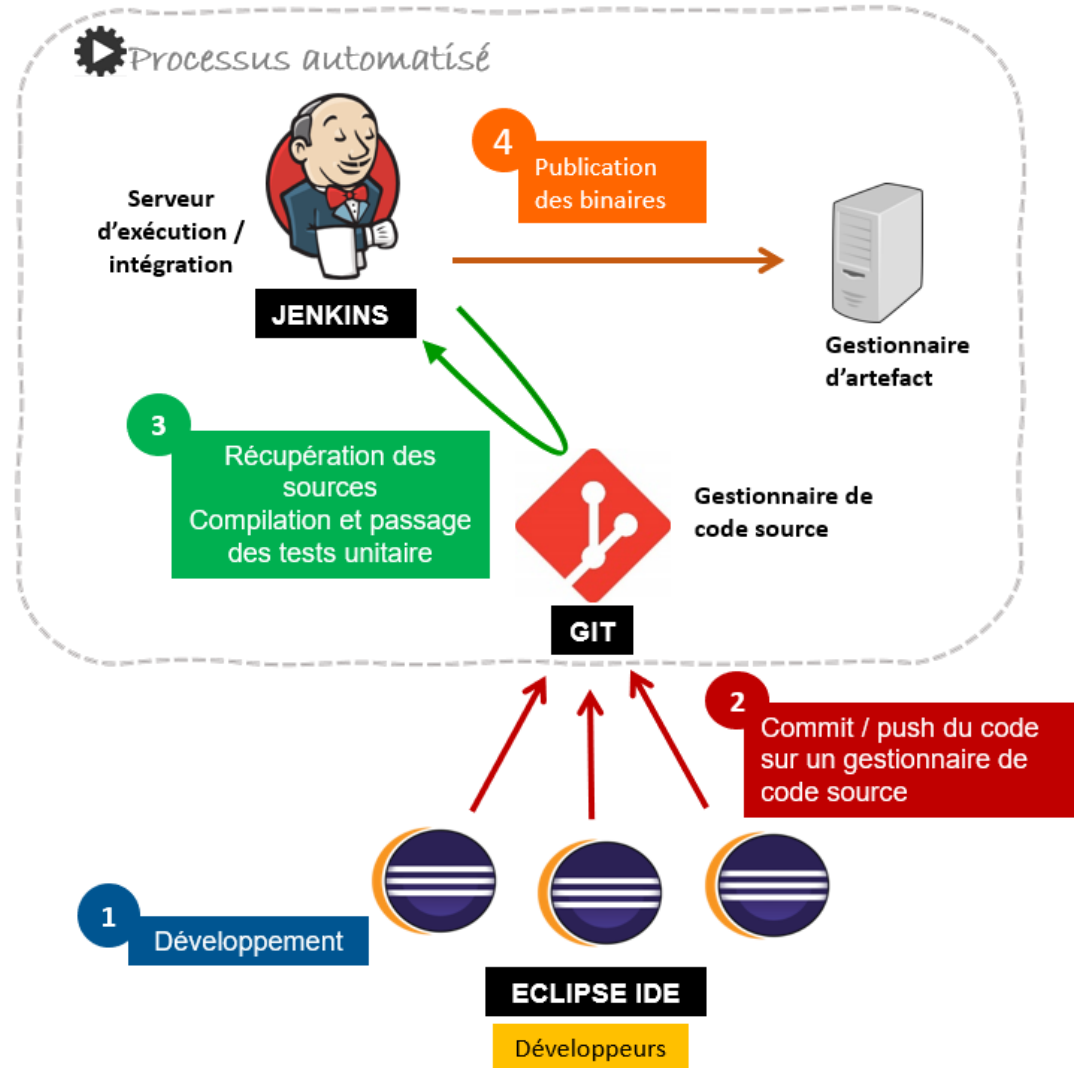 Processus automatisé
4
Publication
des binaires
Serveur
d'exécution /
intégration
JENKINS
Gestionnaire
d'artefact
3
Récupération des
sources
Compilation et passage
des tests unitaire
Gestionnaire de
code source
GIT
2
Commit / push du code
sur un gestionnaire de
code source
1
Développement
ECLIPSE IDE
Développeurs